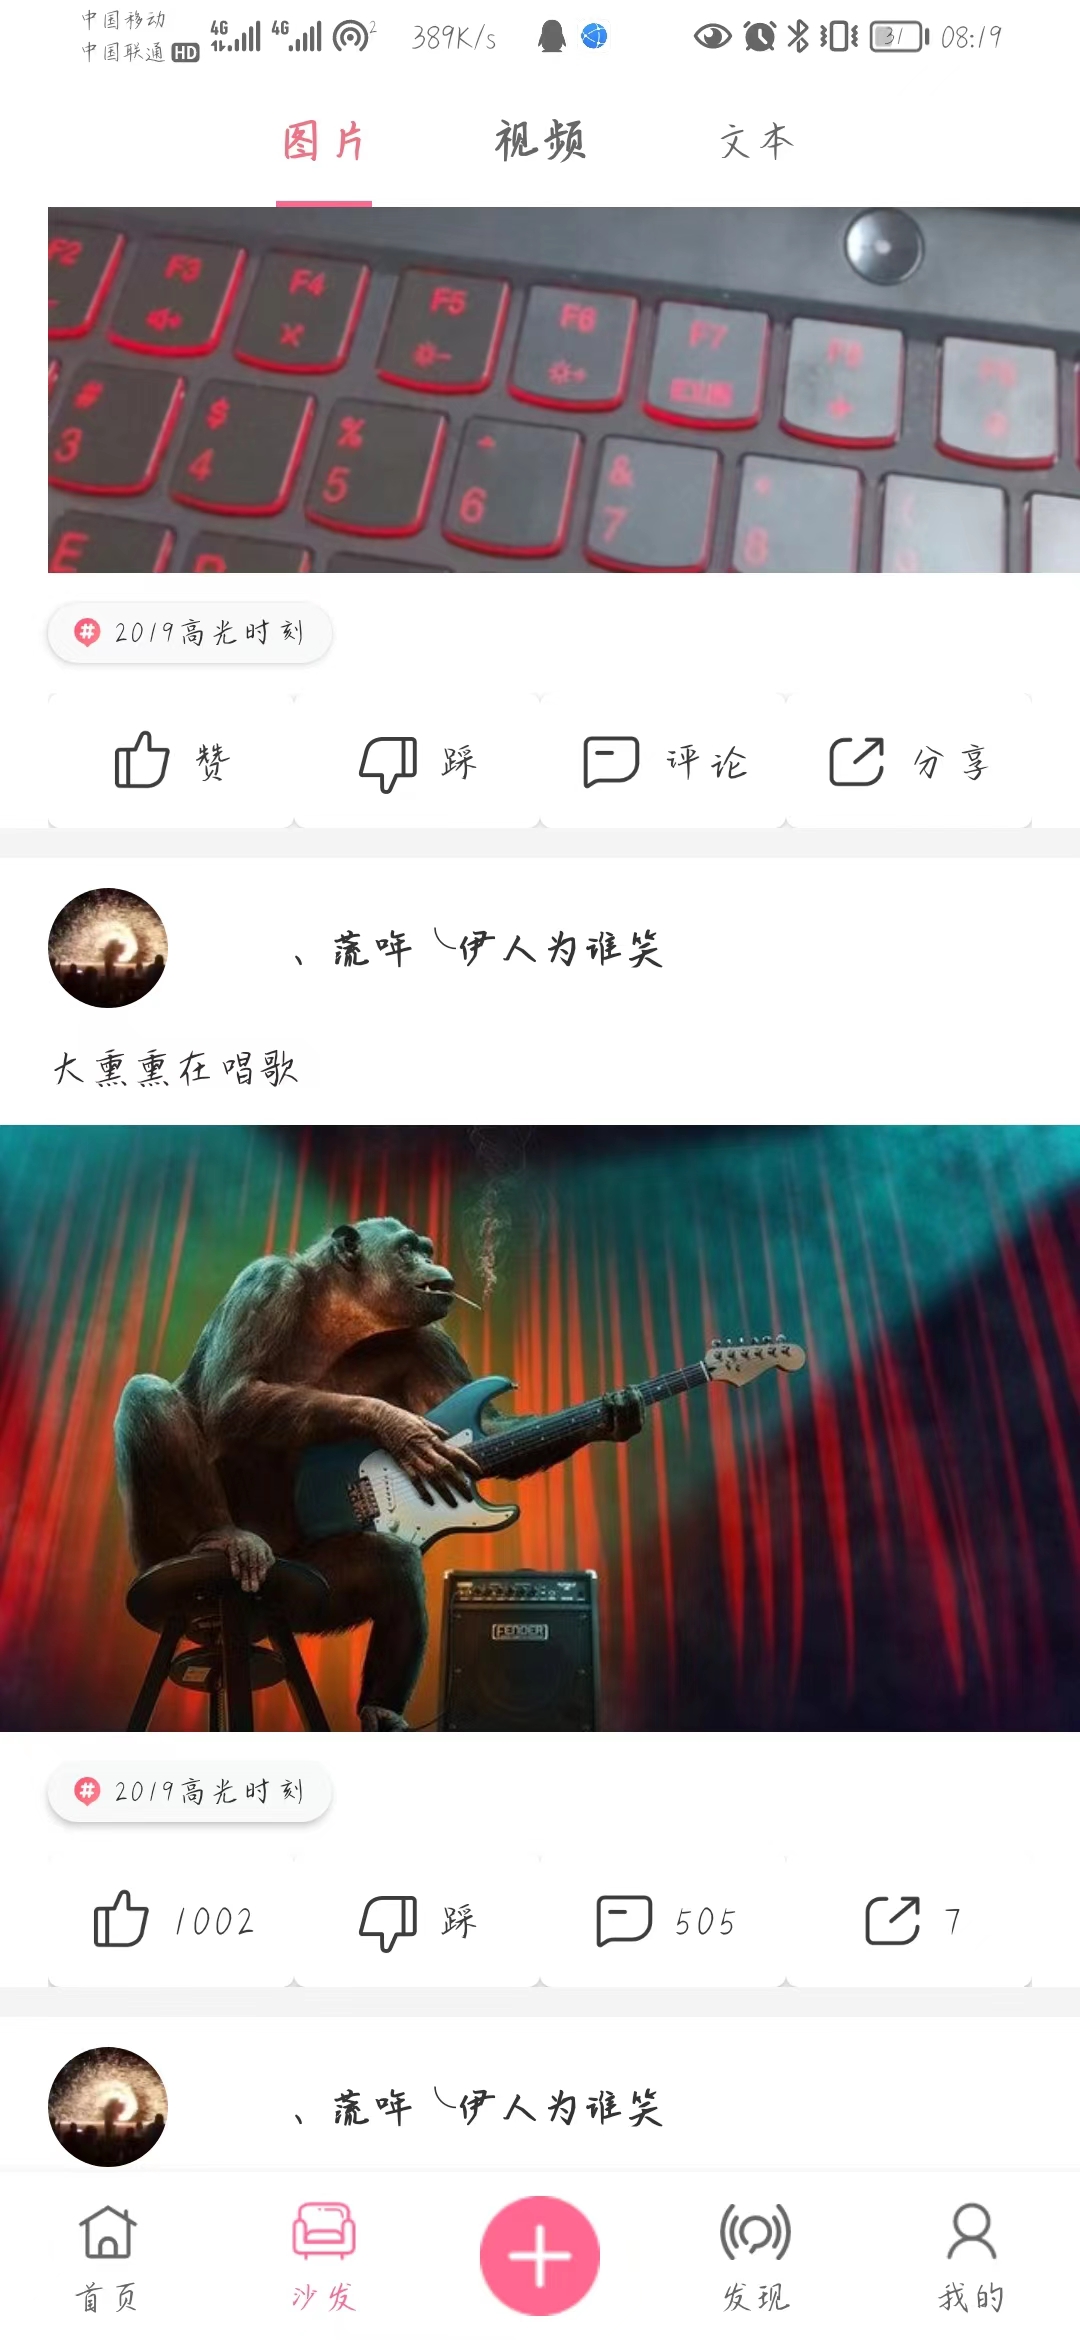 中国移动
中国联通 HD 4G 4G 2 389K/s 31 08:19
图片 视频 文本
F2 F3 F4 F5 F6 F7
# $ % ^ &
3 4 5 6 7 8
E
2019高光时刻
赞 踩 评论 分享
、蓅哖╰伊人为谁笑
大熏熏在唱歌
FENDER
2019高光时刻
1002 踩 505 7
、蓅哖╰伊人为谁笑
首页 沙发 发现 我的